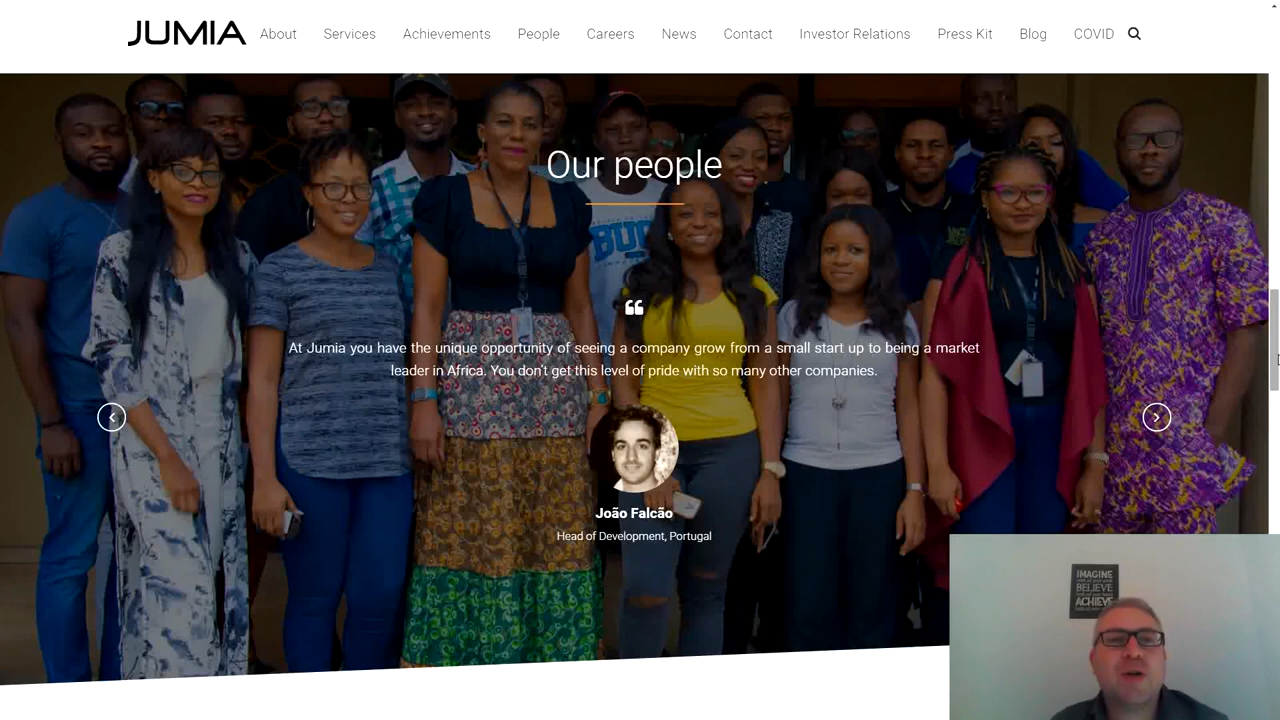 JUMIA
About Services Achievements People Careers News Contact Investor Relations Press Kit Blog COVID
Our people
BUC
“
At Jumia you have the unique opportunity of seeing a company grow from a small start up to being a market
leader in Africa. You don't get this level of pride with so many other companies.
João Falcão
Head of Development, Portugal
IMAGINE
BELIEVE
ACHIEVE